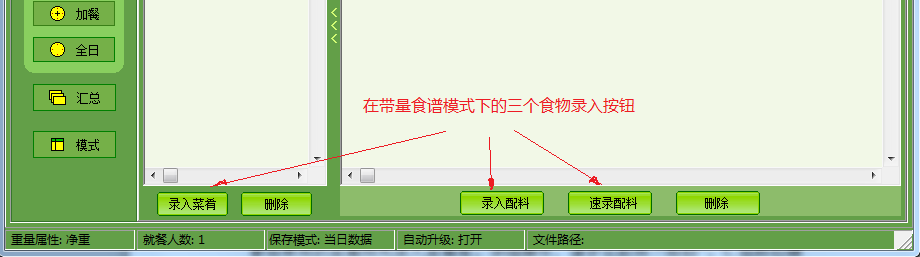 加餐
全日
汇总
模式
在带量食谱模式下的三个食物录入按钮
录入菜肴
删除
录入配料
速录配料
删除
重量属性: 净重
就餐人数: 1
保存模式: 当日数据
自动升级: 打开
文件路径: